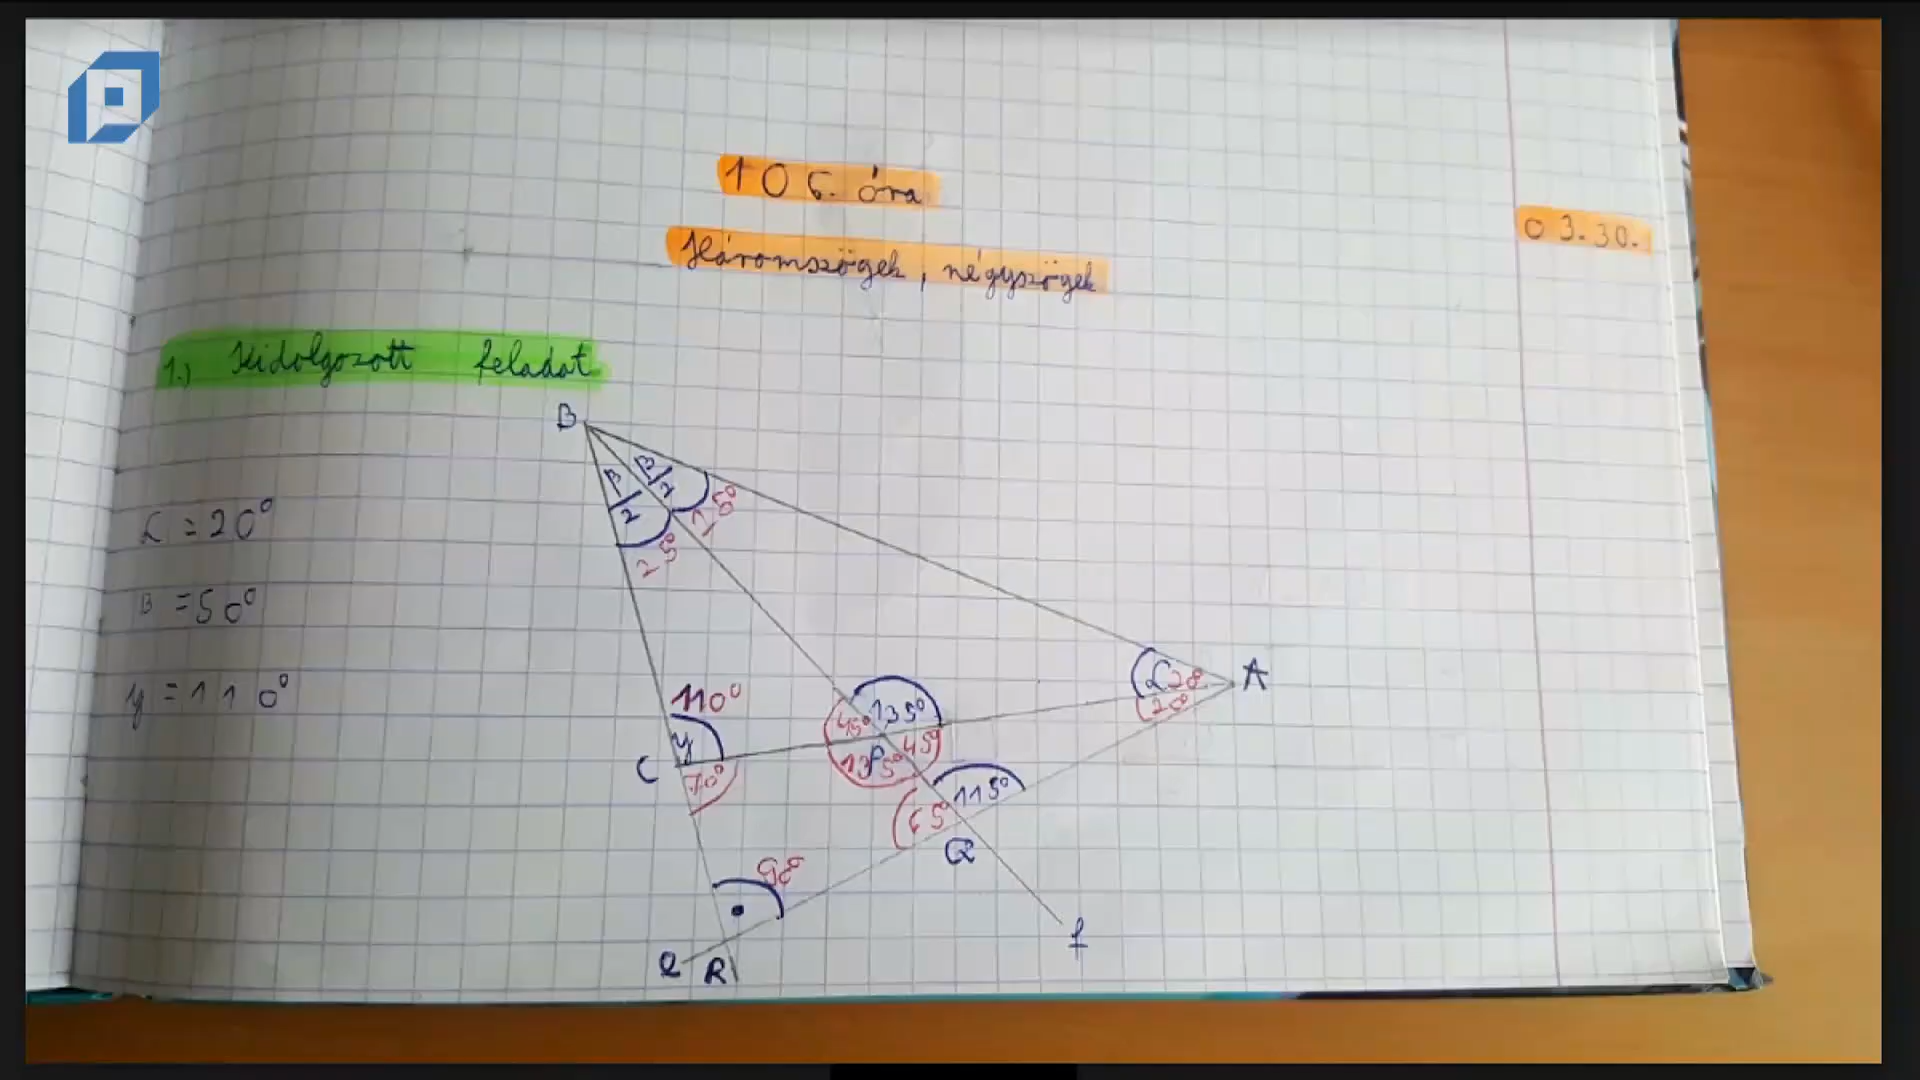 106. óra
03.30.
Háromszögek, négyszögek
1.) Kidolgozott feladat
B
β/2
β/2
25°
25
α = 20°
β = 50°
γ = 110°
110°
γ
C
70°
45°
135°
P
45°
135°
α 20°
20°
A
115°
65°
Q
90°
e
R
f